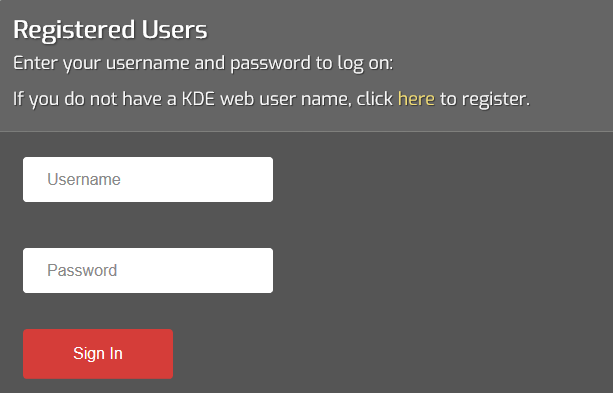 Registered Users
Enter your username and password to log on:
If you do not have a KDE web user name, click here to register.
Username
Password
Sign In